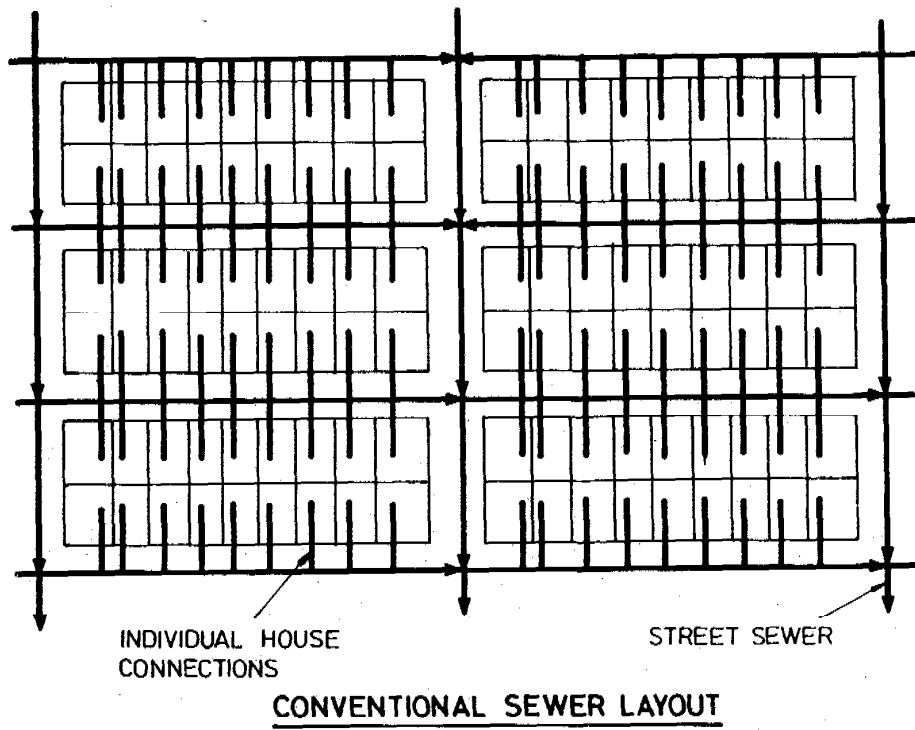 INDIVIDUAL HOUSE
CONNECTIONS
STREET SEWER
CONVENTIONAL SEWER LAYOUT